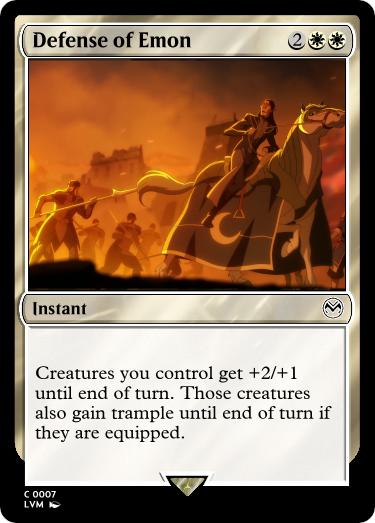 Defense of Emon 2
Instant
Creatures you control get +2/+1
until end of turn. Those creatures
also gain trample until end of turn if
they are equipped.
C 0007
LVM